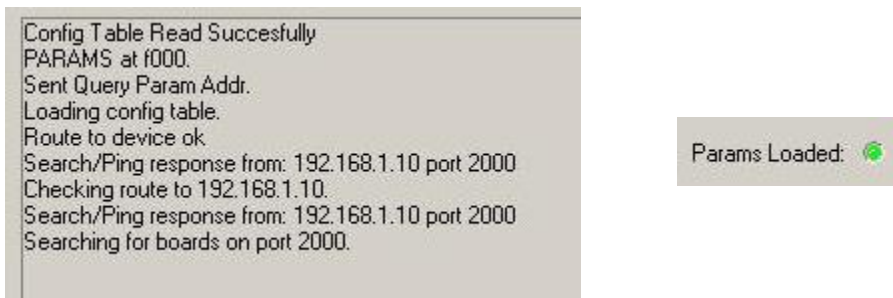 Config Table Read Succesfully
PARAMS at f000.
Sent Query Param Addr.
Loading config table.
Route to device ok
Search/Ping response from: 192.168.1.10 port 2000
Checking route to 192.168.1.10.
Search/Ping response from: 192.168.1.10 port 2000
Searching for boards on port 2000.
Params Loaded: